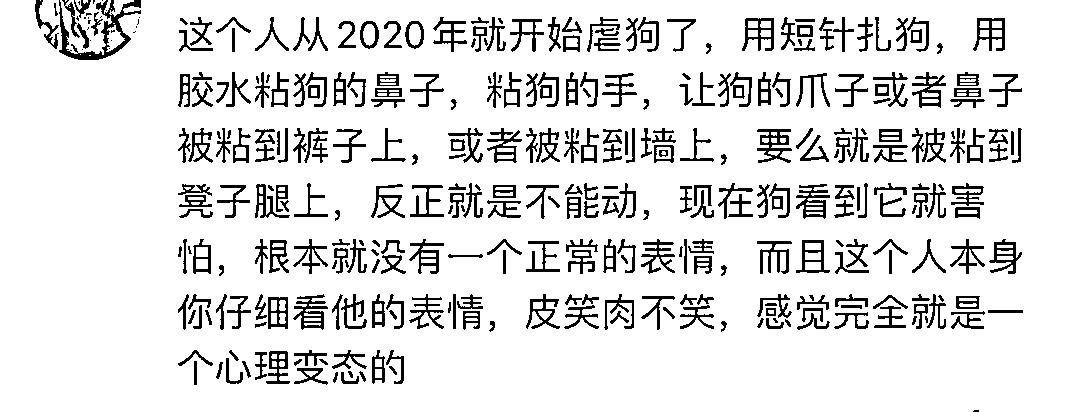 这个人从2020年就开始虐狗了，用短针扎狗，用
胶水粘狗的鼻子，粘狗的手，让狗的爪子或者鼻子
被粘到裤子上，或者被粘到墙上，要么就是被粘到
凳子腿上，反正就是不能动，现在狗看到它就害
怕，根本就没有一个正常的表情，而且这个人本身
你仔细看他的表情，皮笑肉不笑，感觉完全就是一
个心理变态的